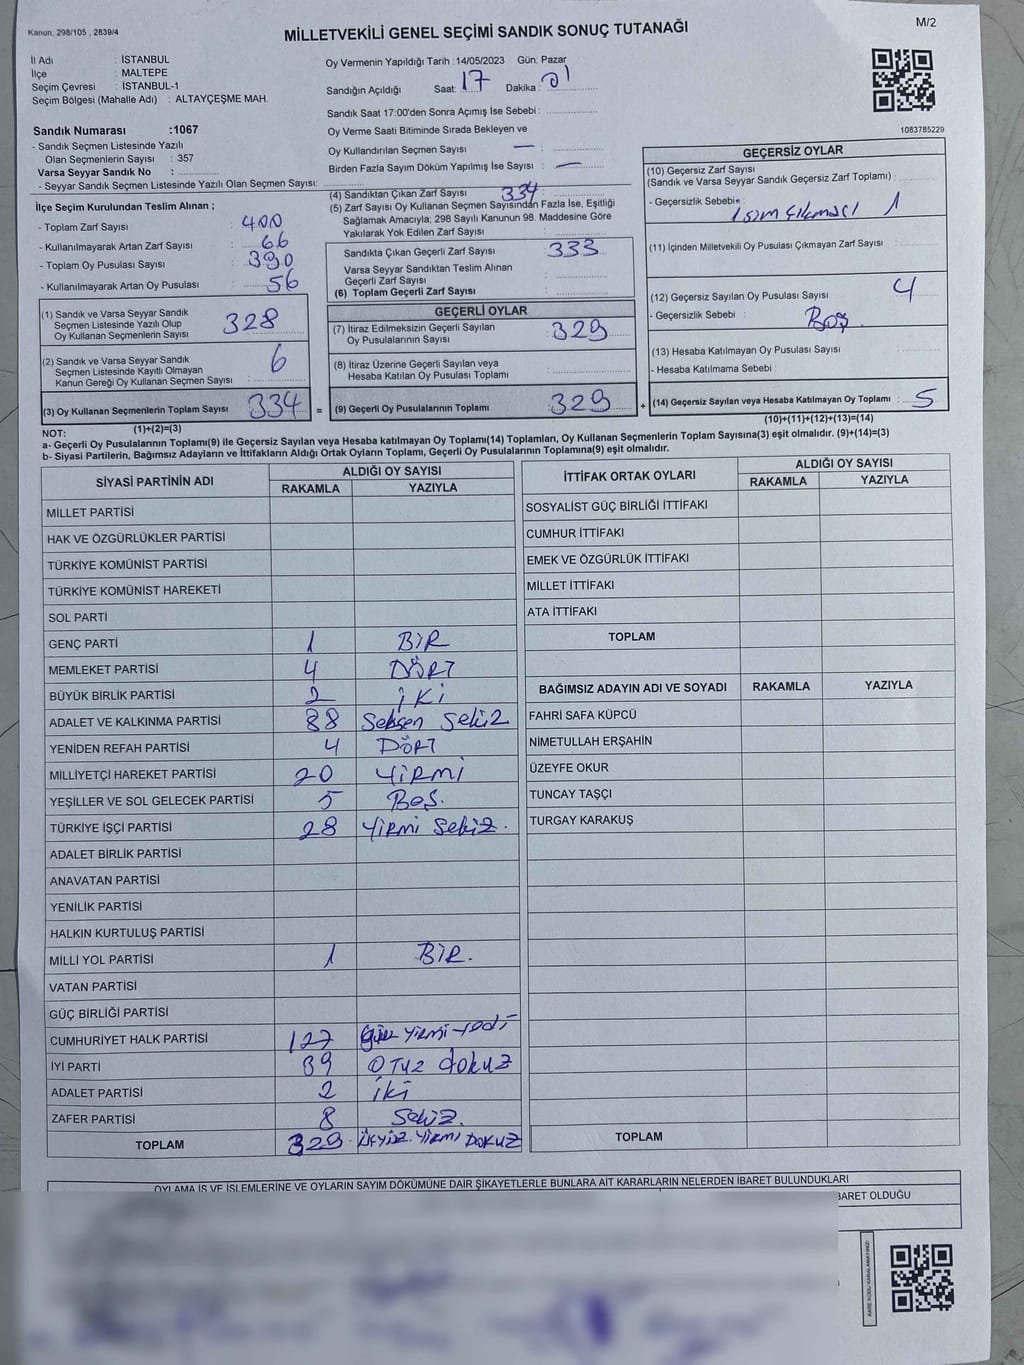 Kanun, 298/105 , 2839/4
MİLLETVEKİLİ GENEL SEÇİMİ SANDIK SONUÇ TUTANAĞI
M/2
İl Adı : İSTANBUL
İlçe : MALTEPE
Seçim Çevresi : İSTANBUL-1
Seçim Bölgesi (Mahalle Adı) : ALTAYÇEŞME MAH.
Sandık Numarası :1067
- Sandık Seçmen Listesinde Yazılı
Olan Seçmenlerin Sayısı : 357
Varsa Seyyar Sandık No :
- Seyyar Sandık Seçmen Listesinde Yazılı Olan Seçmen Sayısı:
Oy Vermenin Yapıldığı Tarih :14/05/2023 Gün: Pazar
Sandığın Açıldığı Saat: 17 Dakika: 01
Sandık Saat 17:00'den Sonra Açımış İse Sebebi :
Oy Verme Saati Bitiminde Sırada Bekleyen ve
Oy Kullandırılan Seçmen Sayısı : —
Birden Fazla Sayım Döküm Yapılmış İse Sayısı : —
1083785229
İlçe Seçim Kurulundan Teslim Alınan ;
- Toplam Zarf Sayısı : 400
- Kullanılmayarak Artan Zarf Sayısı : 66
- Toplam Oy Pusulası Sayısı : 390
- Kullanılmayarak Artan Oy Pusulası : 56
(1) Sandık ve Varsa Seyyar Sandık
Seçmen Listesinde Yazılı Olup
Oy Kullanan Seçmenlerin Sayısı : 328
(2) Sandık ve Varsa Seyyar Sandık
Seçmen Listesinde Kayıtlı Olmayan
Kanun Gereği Oy Kullanan Seçmen Sayısı : 6
(3) Oy Kullanan Seçmenlerin Toplam Sayısı : 334
(1)+(2)=(3)
(4) Sandıktan Çıkan Zarf Sayısı : 334
(5) Zarf Sayısı Oy Kullanan Seçmen Sayısından Fazla İse, Eşitliği
Sağlamak Amacıyla; 298 Sayılı Kanunun 98. Maddesine Göre
Yakılarak Yok Edilen Zarf Sayısı :
Sandıkta Çıkan Geçerli Zarf Sayısı : 333
Varsa Seyyar Sandıktan Teslim Alınan
Geçerli Zarf Sayısı :
(6) Toplam Geçerli Zarf Sayısı :
GEÇERLİ OYLAR
(7) İtiraz Edilmeksizin Geçerli Sayılan
Oy Pusulalarının Sayısı : 329
(8) İtiraz Üzerine Geçerli Sayılan veya
Hesaba Katılan Oy Pusulası Toplamı :
= (9) Geçerli Oy Pusulalarının Toplamı : 329
GEÇERSİZ OYLAR
(10) Geçersiz Zarf Sayısı
(Sandık ve Varsa Seyyar Sandık Geçersiz Zarf Toplamı) :
- Geçersizlik Sebebi : isim çıkması 1
(11) İçinden Milletvekili Oy Pusulası Çıkmayan Zarf Sayısı :
(12) Geçersiz Sayılan Oy Pusulası Sayısı : 4
- Geçersizlik Sebebi : Boş
(13) Hesaba Katılmayan Oy Pusulası Sayısı :
- Hesaba Katılmama Sebebi :
+ (14) Geçersiz Sayılan veya Hesaba Katılmayan Oy Toplamı : 5
(10)+(11)+(12)+(13)=(14)
NOT:
a- Geçerli Oy Pusulalarının Toplamı(9) ile Geçersiz Sayılan veya Hesaba katılmayan Oy Toplamı(14) Toplamları, Oy Kullanan Seçmenlerin Toplam Sayısına(3) eşit olmalıdır. (9)+(14)=(3)
b- Siyasi Partilerin, Bağımsız Adayların ve İttifakların Aldığı Ortak Oyların Toplamı, Geçerli Oy Pusulalarının Toplamına(9) eşit olmalıdır.
SİYASİ PARTİNİN ADI ALDIĞI OY SAYISI
RAKAMLA YAZIYLA
MİLLET PARTİSİ
HAK VE ÖZGÜRLÜKLER PARTİSİ
TÜRKİYE KOMÜNİST PARTİSİ
TÜRKİYE KOMÜNİST HAREKETİ
SOL PARTİ
GENÇ PARTİ 1 BİR
MEMLEKET PARTİSİ 4 DÖRT
BÜYÜK BİRLİK PARTİSİ 2 İKİ
ADALET VE KALKINMA PARTİSİ 88 Seksen Sekiz
YENİDEN REFAH PARTİSİ 4 DÖRT
MİLLİYETÇİ HAREKET PARTİSİ 20 YİRMİ
YEŞİLLER VE SOL GELECEK PARTİSİ 5 Beş.
TÜRKİYE İŞÇİ PARTİSİ 28 Yirmi Sekiz.
ADALET BİRLİK PARTİSİ
ANAVATAN PARTİSİ
YENİLİK PARTİSİ
HALKIN KURTULUŞ PARTİSİ
MİLLİ YOL PARTİSİ 1 BİR.
VATAN PARTİSİ
GÜÇ BİRLİĞİ PARTİSİ
CUMHURİYET HALK PARTİSİ 127 Yirmi Yedi
İYİ PARTİ 39 OTUZ dokuz
ADALET PARTİSİ 2 iki
ZAFER PARTİSİ 8 Sekiz.
TOPLAM 329 üçyüz. Yirmi DOKUZ
İTTİFAK ORTAK OYLARI ALDIĞI OY SAYISI
RAKAMLA YAZIYLA
SOSYALİST GÜÇ BİRLİĞİ İTTİFAKI
CUMHUR İTTİFAKI
EMEK VE ÖZGÜRLÜK İTTİFAKI
MİLLET İTTİFAKI
ATA İTTİFAKI
TOPLAM
BAĞIMSIZ ADAYIN ADI VE SOYADI RAKAMLA YAZIYLA
FAHRİ SAFA KÜPCÜ
NİMETULLAH ERŞAHİN
ÜZEYFE OKUR
TUNCAY TAŞÇI
TURGAY KARAKUŞ
TOPLAM
OYLAMA İŞ VE İŞLEMLERİNE VE OYLARIN SAYIM DÖKÜMÜNE DAİR ŞİKAYETLERLE BUNLARA AİT KARARLARIN NELERDEN İBARET BULUNDUKLARI
BARET OLDUĞU